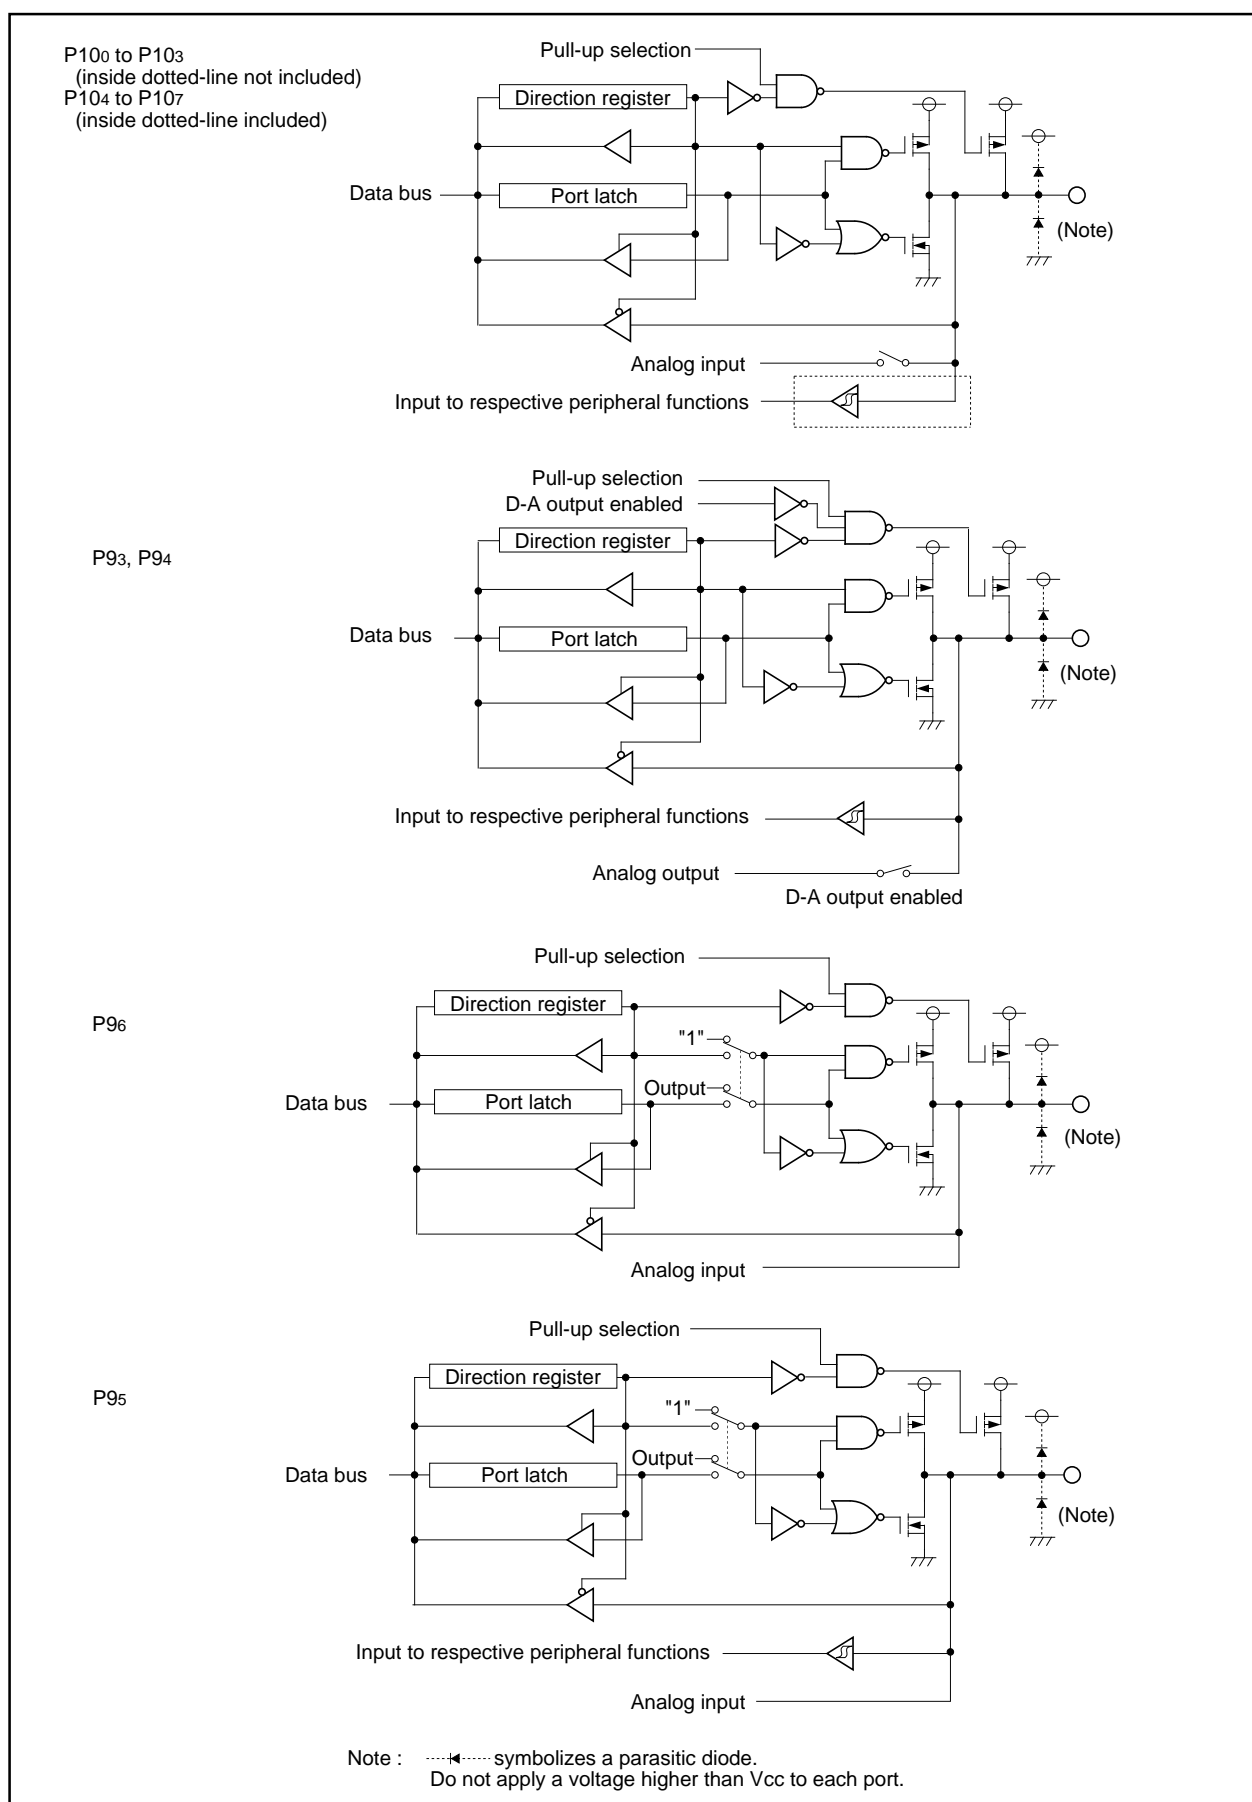 P100 to P103
(inside dotted-line not included)
P104 to P107
(inside dotted-line included)
Pull-up selection
Direction register
Data bus
Port latch
(Note)
Analog input
Input to respective peripheral functions
P93, P94
Pull-up selection
D-A output enabled
Direction register
Data bus
Port latch
(Note)
Input to respective peripheral functions
Analog output
D-A output enabled
P96
Pull-up selection
Direction register
"1"
Output
Data bus
Port latch
(Note)
Analog input
P95
Pull-up selection
Direction register
"1"
Output
Data bus
Port latch
(Note)
Input to respective peripheral functions
Analog input
Note : symbolizes a parasitic diode.
Do not apply a voltage higher than Vcc to each port.